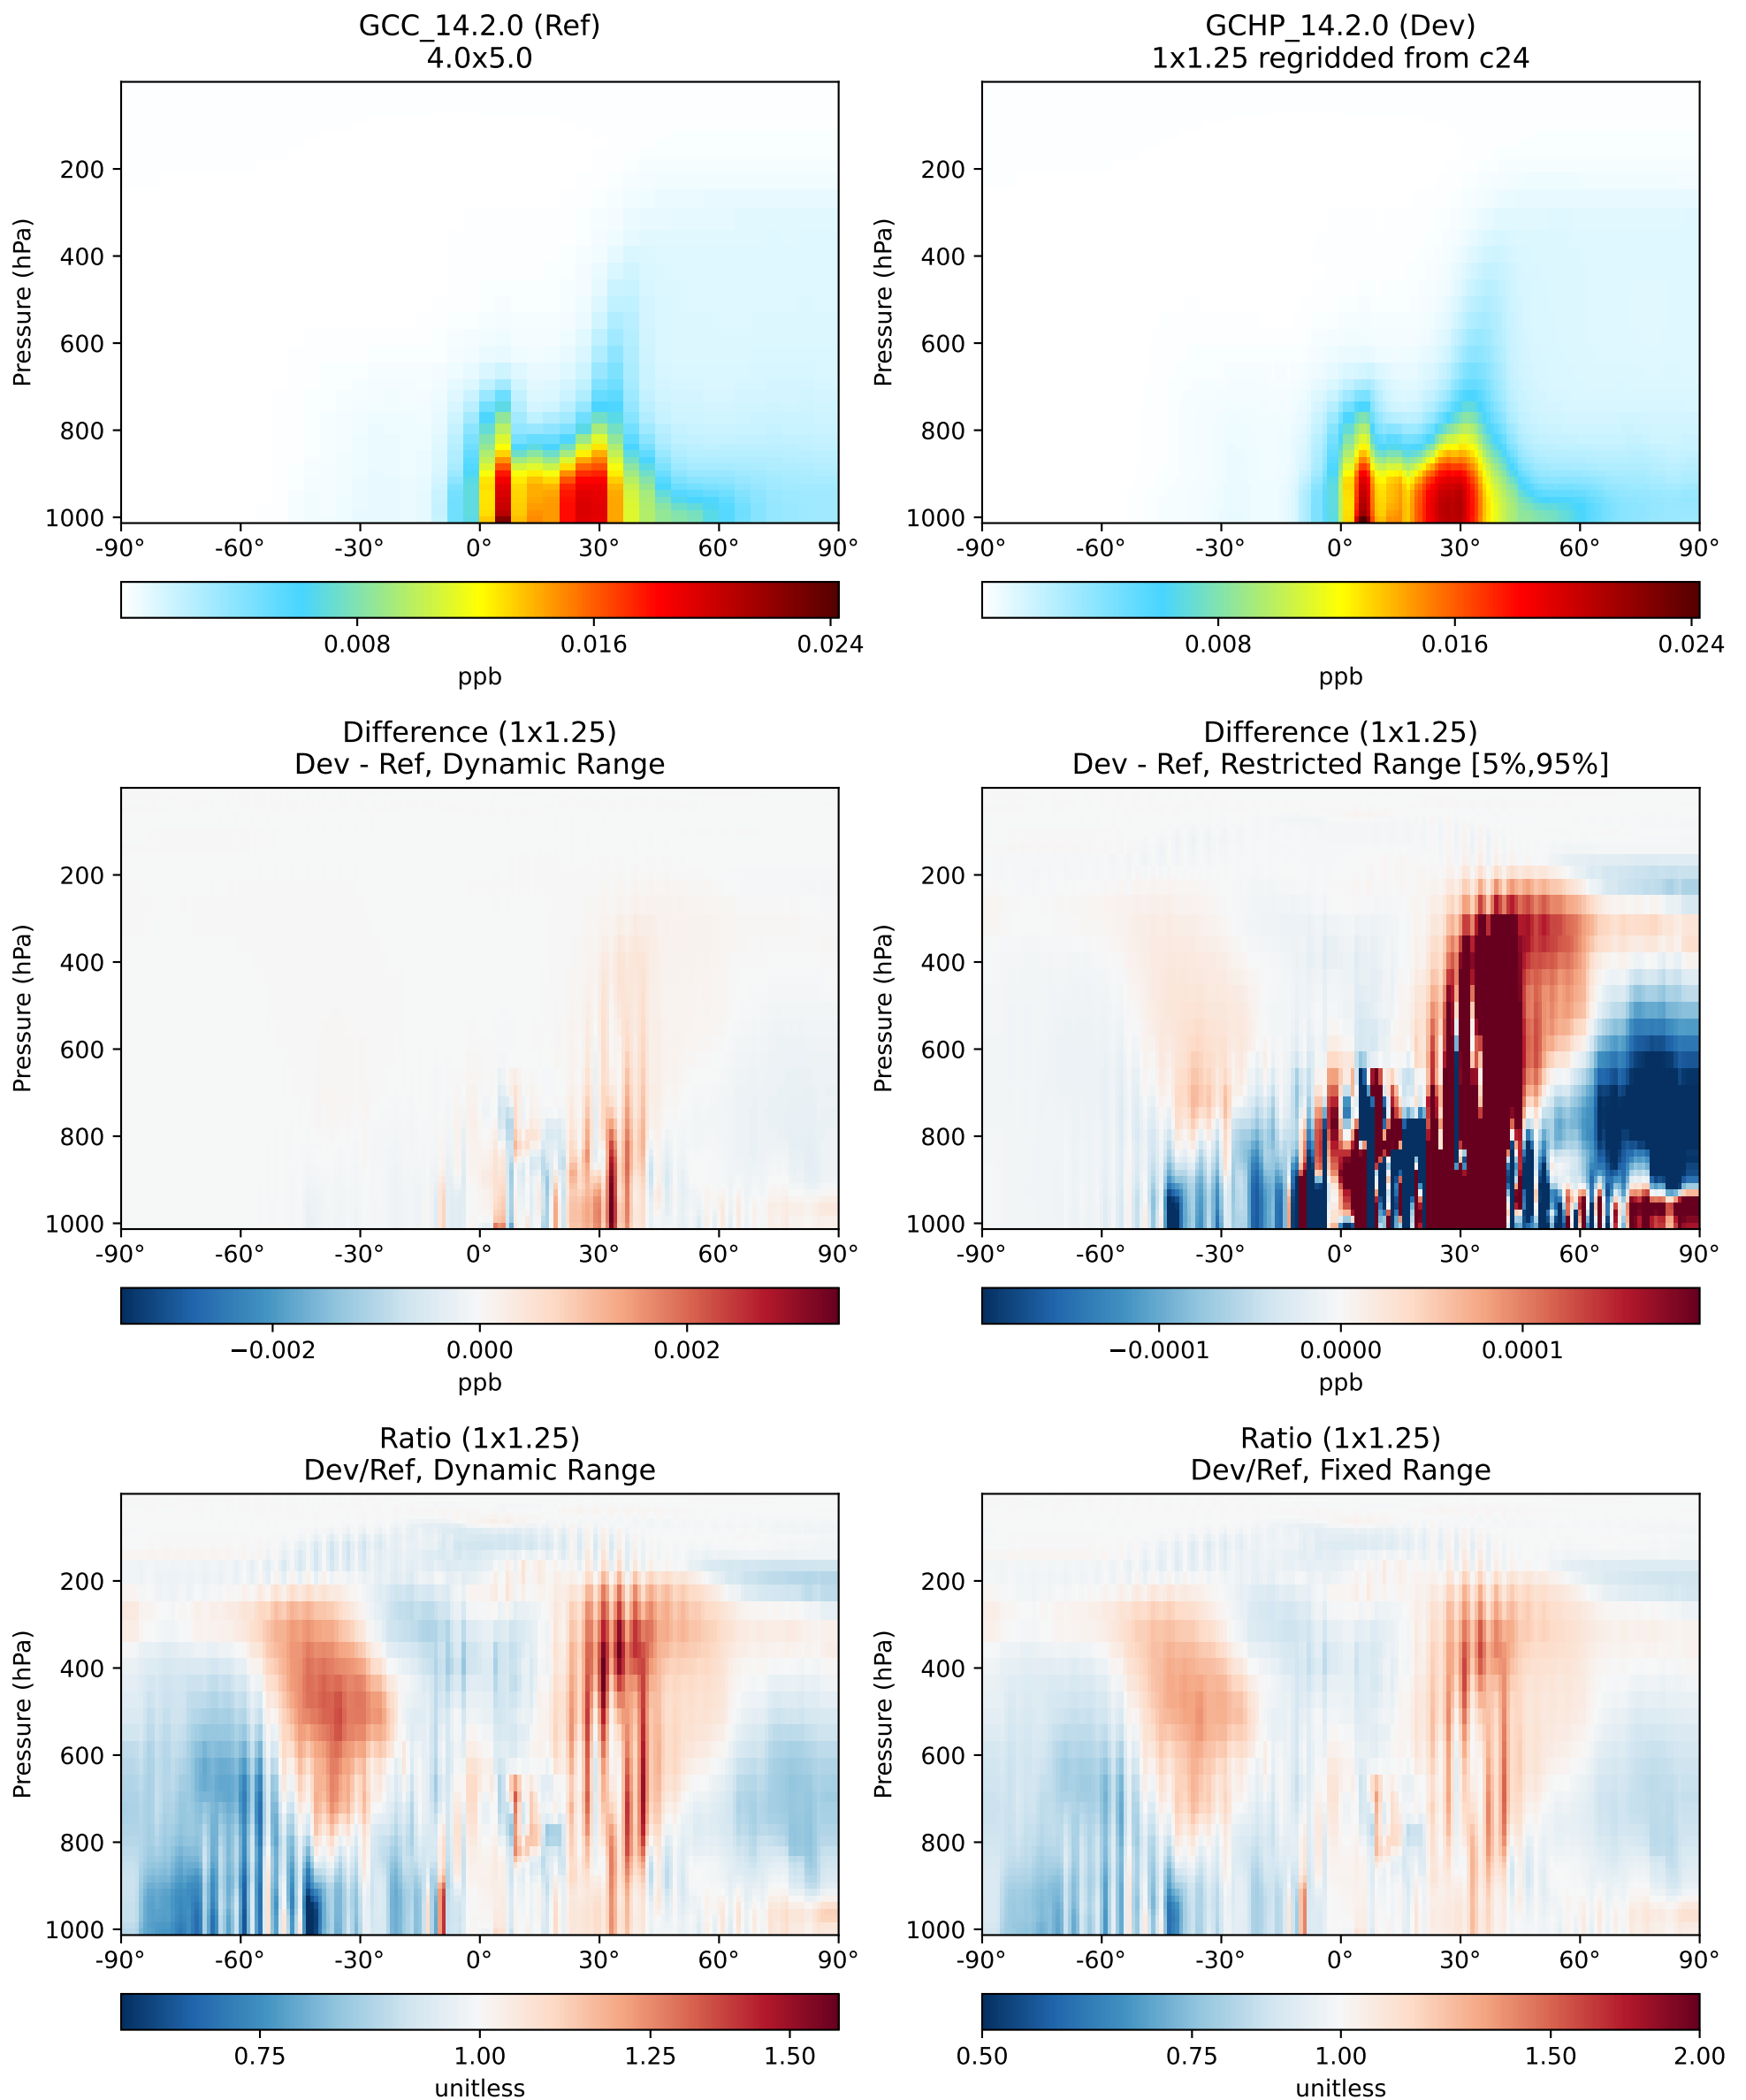 GCC_14.2.0 (Ref)
4.0x5.0
Pressure (hPa)
200
400
600
800
1000
-90° -60° -30° 0° 30° 60° 90°
0.008 0.016 0.024
ppb
GCHP_14.2.0 (Dev)
1x1.25 regridded from c24
Pressure (hPa)
200
400
600
800
1000
-90° -60° -30° 0° 30° 60° 90°
0.008 0.016 0.024
ppb
Difference (1x1.25)
Dev - Ref, Dynamic Range
Pressure (hPa)
200
400
600
800
1000
-90° -60° -30° 0° 30° 60° 90°
−0.002 0.000 0.002
ppb
Difference (1x1.25)
Dev - Ref, Restricted Range [5%,95%]
Pressure (hPa)
200
400
600
800
1000
-90° -60° -30° 0° 30° 60° 90°
−0.0001 0.0000 0.0001
ppb
Ratio (1x1.25)
Dev/Ref, Dynamic Range
Pressure (hPa)
200
400
600
800
1000
-90° -60° -30° 0° 30° 60° 90°
0.75 1.00 1.25 1.50
unitless
Ratio (1x1.25)
Dev/Ref, Fixed Range
Pressure (hPa)
200
400
600
800
1000
-90° -60° -30° 0° 30° 60° 90°
0.50 0.75 1.00 1.50 2.00
unitless